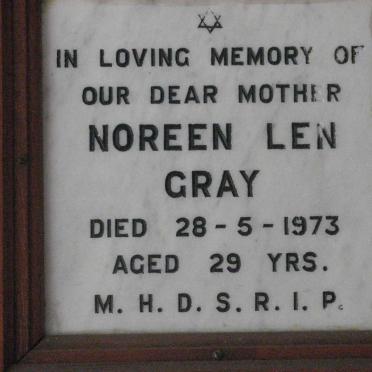 IN LOVING MEMORY OF
OUR DEAR MOTHER
NOREEN LEN
GRAY
DIED 28-5-1973
AGED 29 YRS.
M. H. D. S. R. I. P.